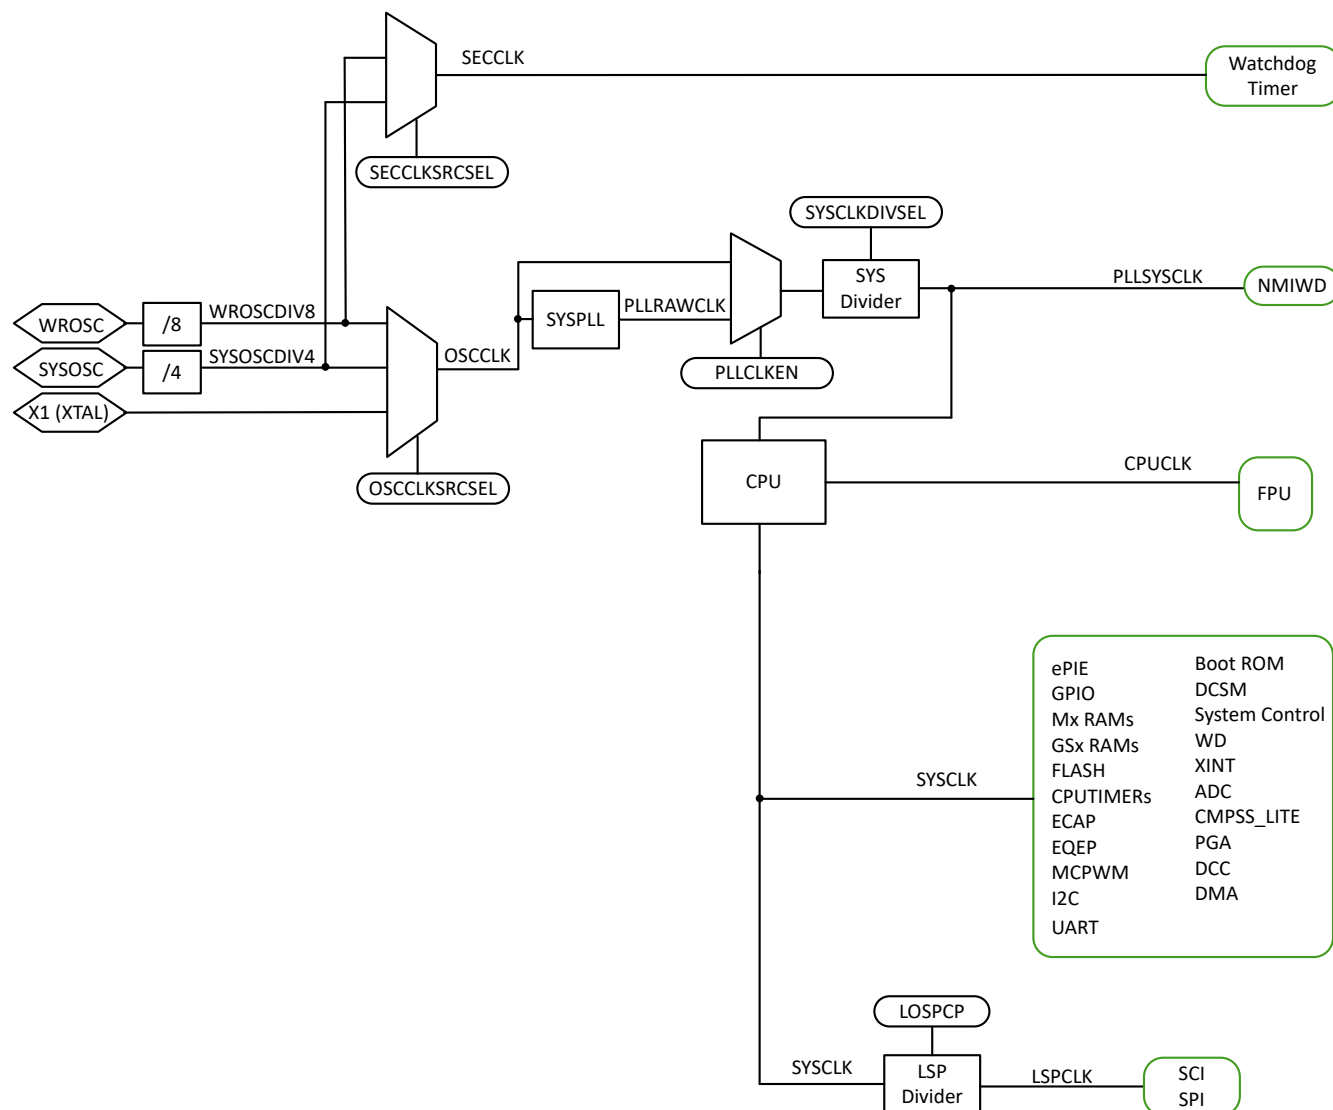 SECCLK
Watchdog
Timer
SECCLKSRCSEL
SYSCLKDIVSEL
SYS
Divider
PLLSYSCLK
NMIWD
WROSC
/8
WROSCDIV8
SYSPLL
PLLRAWCLK
SYSOSC
/4
SYSOSCDIV4
OSCCLK
PLLCLKEN
X1 (XTAL)
OSCCLKSRCSEL
CPU
CPUCLK
FPU
ePIE
GPIO
Mx RAMs
GSx RAMs
FLASH
CPUTIMERs
ECAP
EQEP
MCPWM
I2C
UART
Boot ROM
DCSM
System Control
WD
XINT
ADC
CMPSS_LITE
PGA
DCC
DMA
SYSCLK
LOSPCP
SYSCLK
LSP
Divider
LSPCLK
SCI
SPI